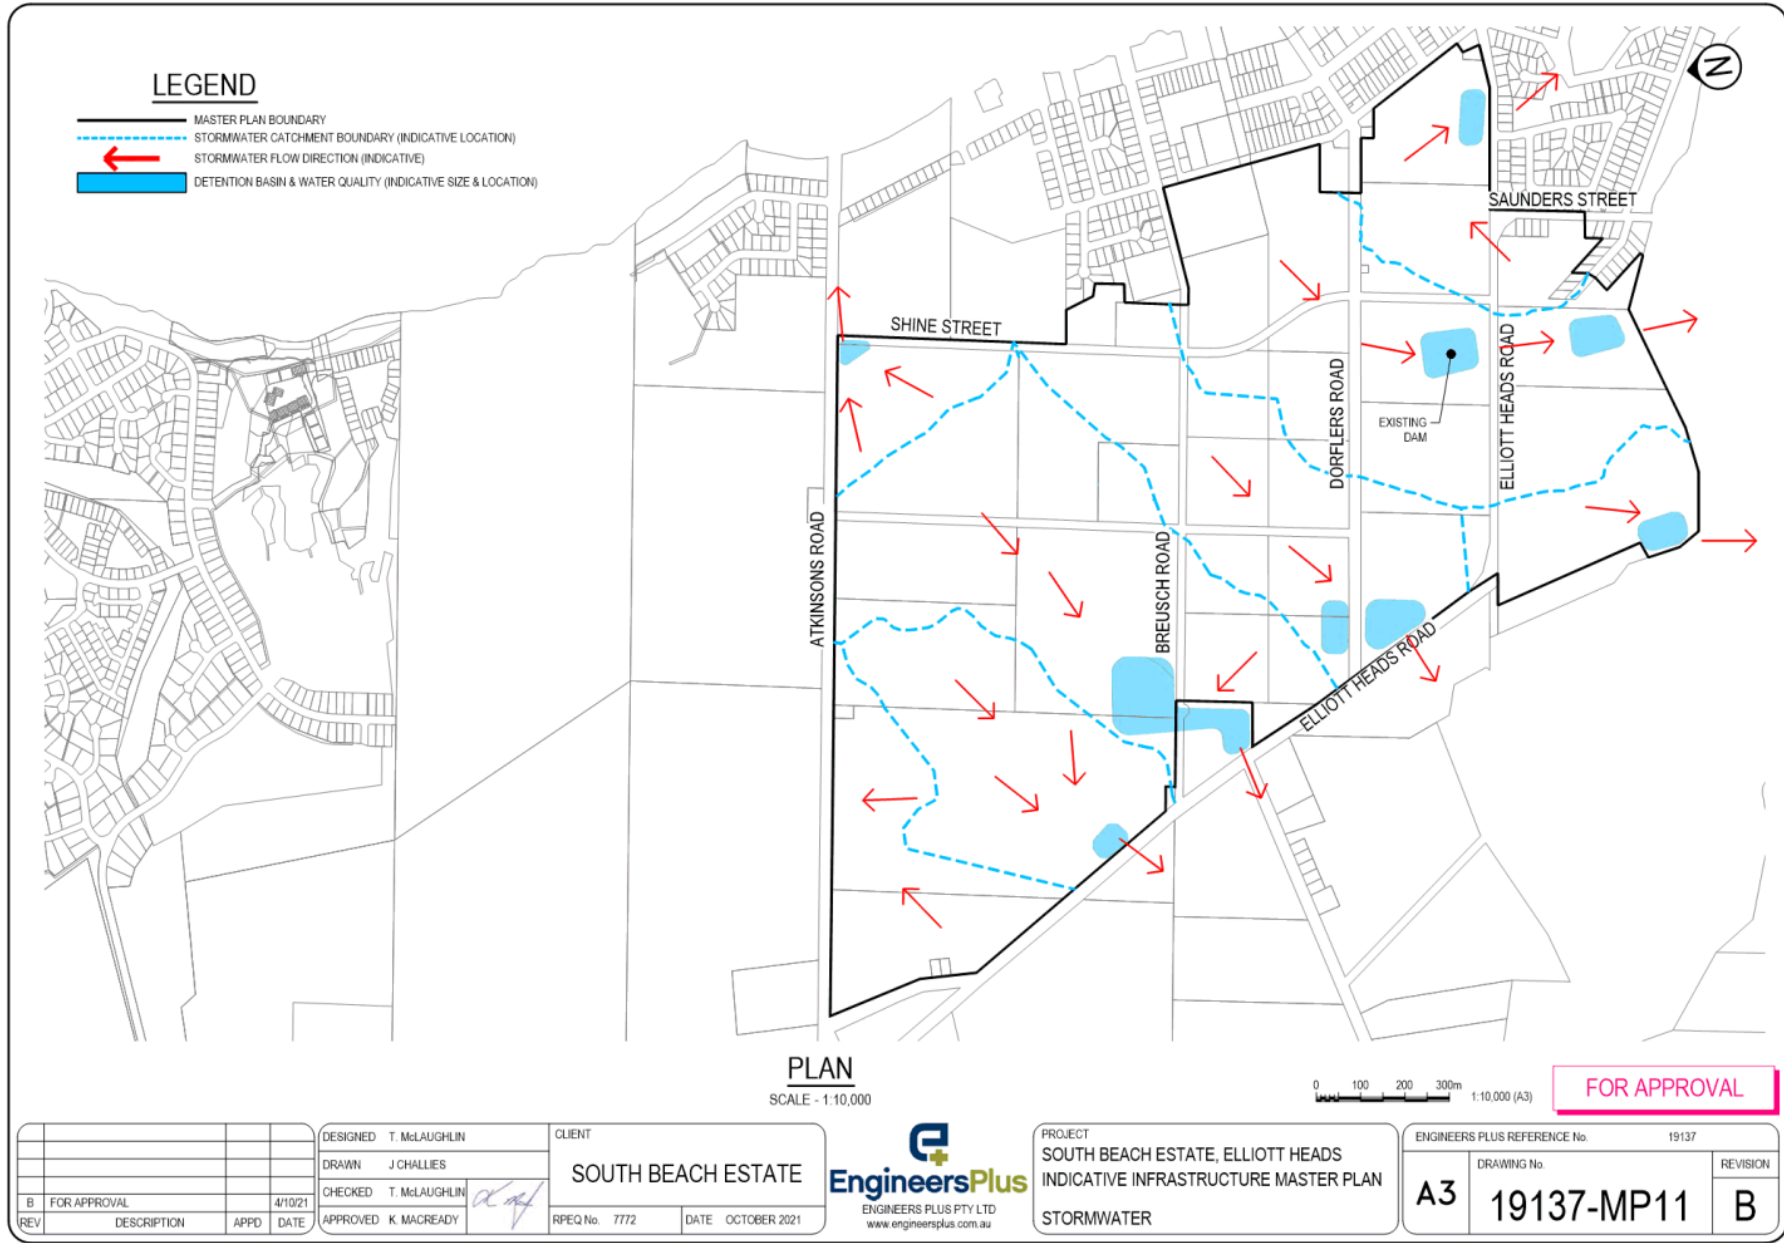 LEGEND
MASTER PLAN BOUNDARY
STORMWATER CATCHMENT BOUNDARY (INDICATIVE LOCATION)
STORMWATER FLOW DIRECTION (INDICATIVE)
DETENTION BASIN & WATER QUALITY (INDICATIVE SIZE & LOCATION)
N
SAUNDERS STREET
SHINE STREET
DORFLERS ROAD
ELLIOTT HEADS ROAD
EXISTING
DAM
ATKINSONS ROAD
BREUSCH ROAD
ELLIOTT HEADS ROAD
PLAN
SCALE - 1:10,000
0 100 200 300m
1:10,000 (A3)
FOR APPROVAL
B FOR APPROVAL 4/10/21
REV DESCRIPTION APPD DATE
DESIGNED T. McLAUGHLIN
DRAWN J CHALLIES
CHECKED T. McLAUGHLIN
APPROVED K. MACREADY
CLIENT
SOUTH BEACH ESTATE
RPEQ No. 7772
DATE OCTOBER 2021
EngineersPlus
ENGINEERS PLUS PTY LTD
www.engineersplus.com.au
PROJECT
SOUTH BEACH ESTATE, ELLIOTT HEADS
INDICATIVE INFRASTRUCTURE MASTER PLAN
STORMWATER
ENGINEERS PLUS REFERENCE No. 19137
A3
DRAWING No.
19137-MP11
REVISION
B